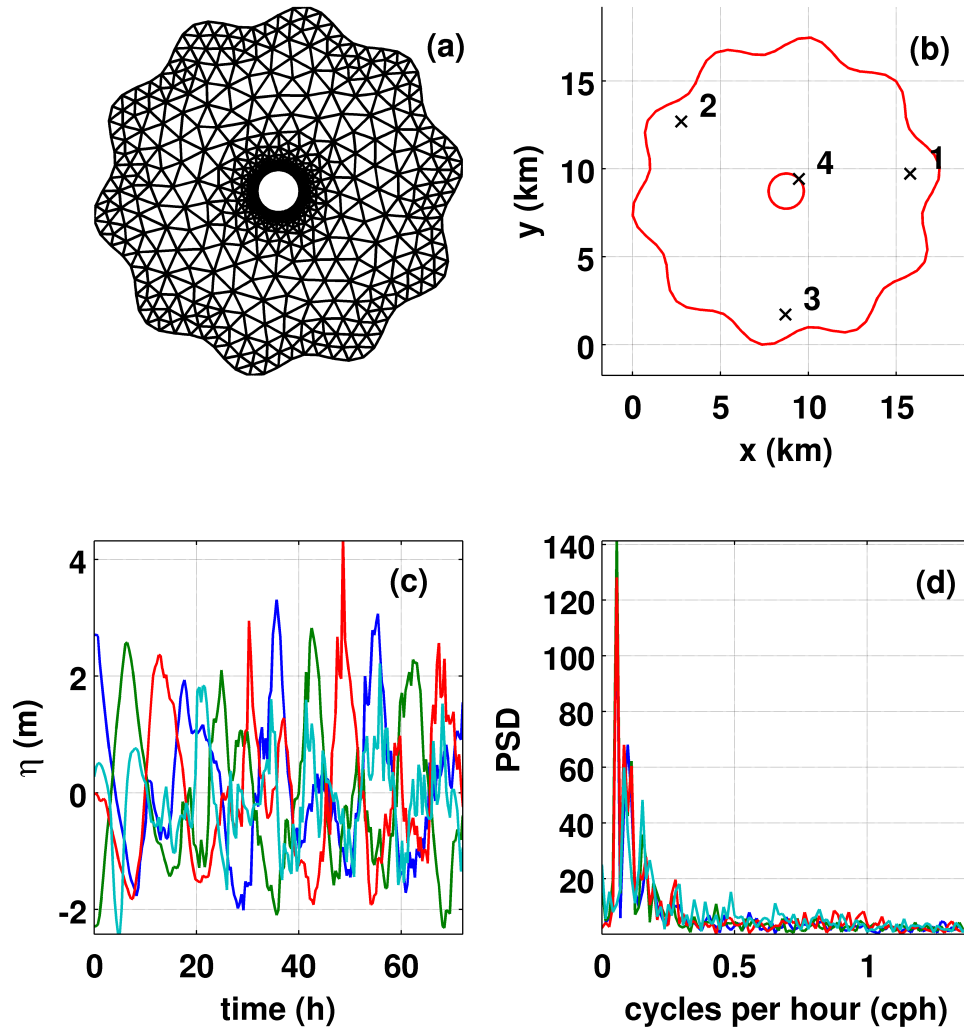 (a)
(b)
15
10
5
0
y (km)
2
4
1
3
0 5 10 15
x (km)
(c)
4
2
0
-2
η (m)
0 20 40 60
time (h)
(d)
140
120
100
80
60
40
20
PSD
0 0.5 1
cycles per hour (cph)